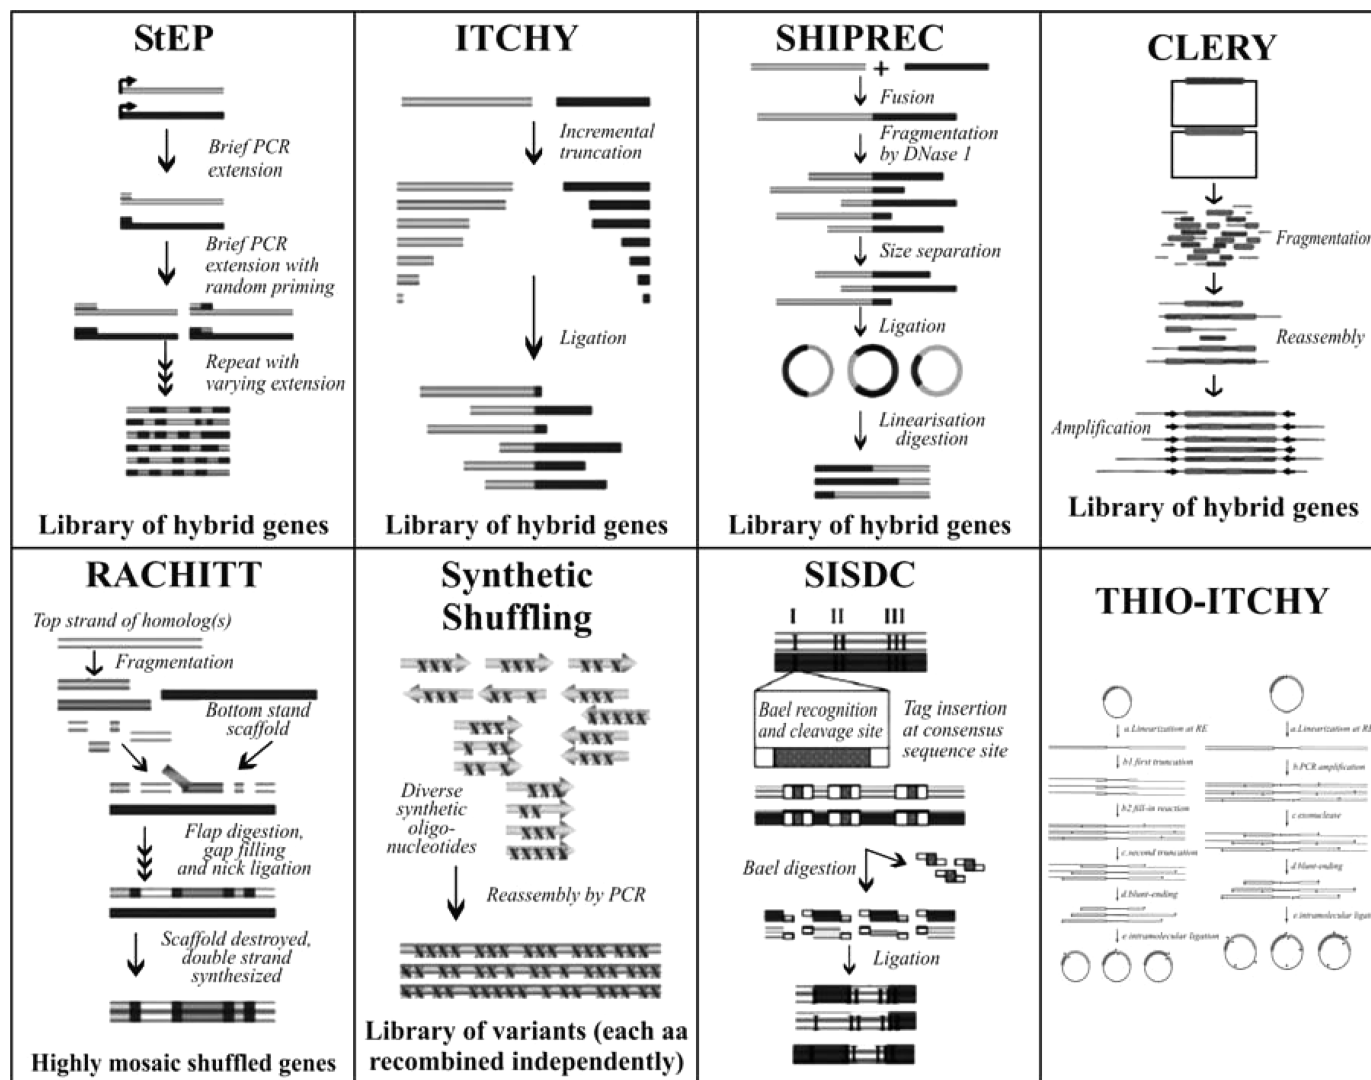 StEP
Brief PCR
extension
Brief PCR
extension with
random priming
Repeat with
varying extension
Library of hybrid genes
ITCHY
Incremental
truncation
Ligation
Library of hybrid genes
SHIPREC
+
Fusion
Fragmentation
by DNase 1
Size separation
Ligation
Linearisation
digestion
Library of hybrid genes
CLERY
Fragmentation
Reassembly
Amplification
Library of hybrid genes
RACHITT
Top strand of homolog(s)
Fragmentation
Bottom stand
scaffold
Flap digestion,
gap filling
and nick ligation
Scaffold destroyed,
double strand
synthesized
Highly mosaic shuffled genes
Synthetic
Shuffling
Diverse
synthetic
oligo-
nucleotides
Reassembly by PCR
Library of variants (each aa
recombined independently)
SISDC
I II III
Bael recognition
and cleavage site
Tag insertion
at consensus
sequence site
Bael digestion
Ligation
THIO-ITCHY
a.Linearization at RE
b1.first truncation
b2.fill-in reaction
c.second truncation
d.blunt-ending
e.intramolecular ligation
a.Linearization at RE
b.PCR amplification
c.exonucleave
d.blunt-ending
e.intramolecular ligati